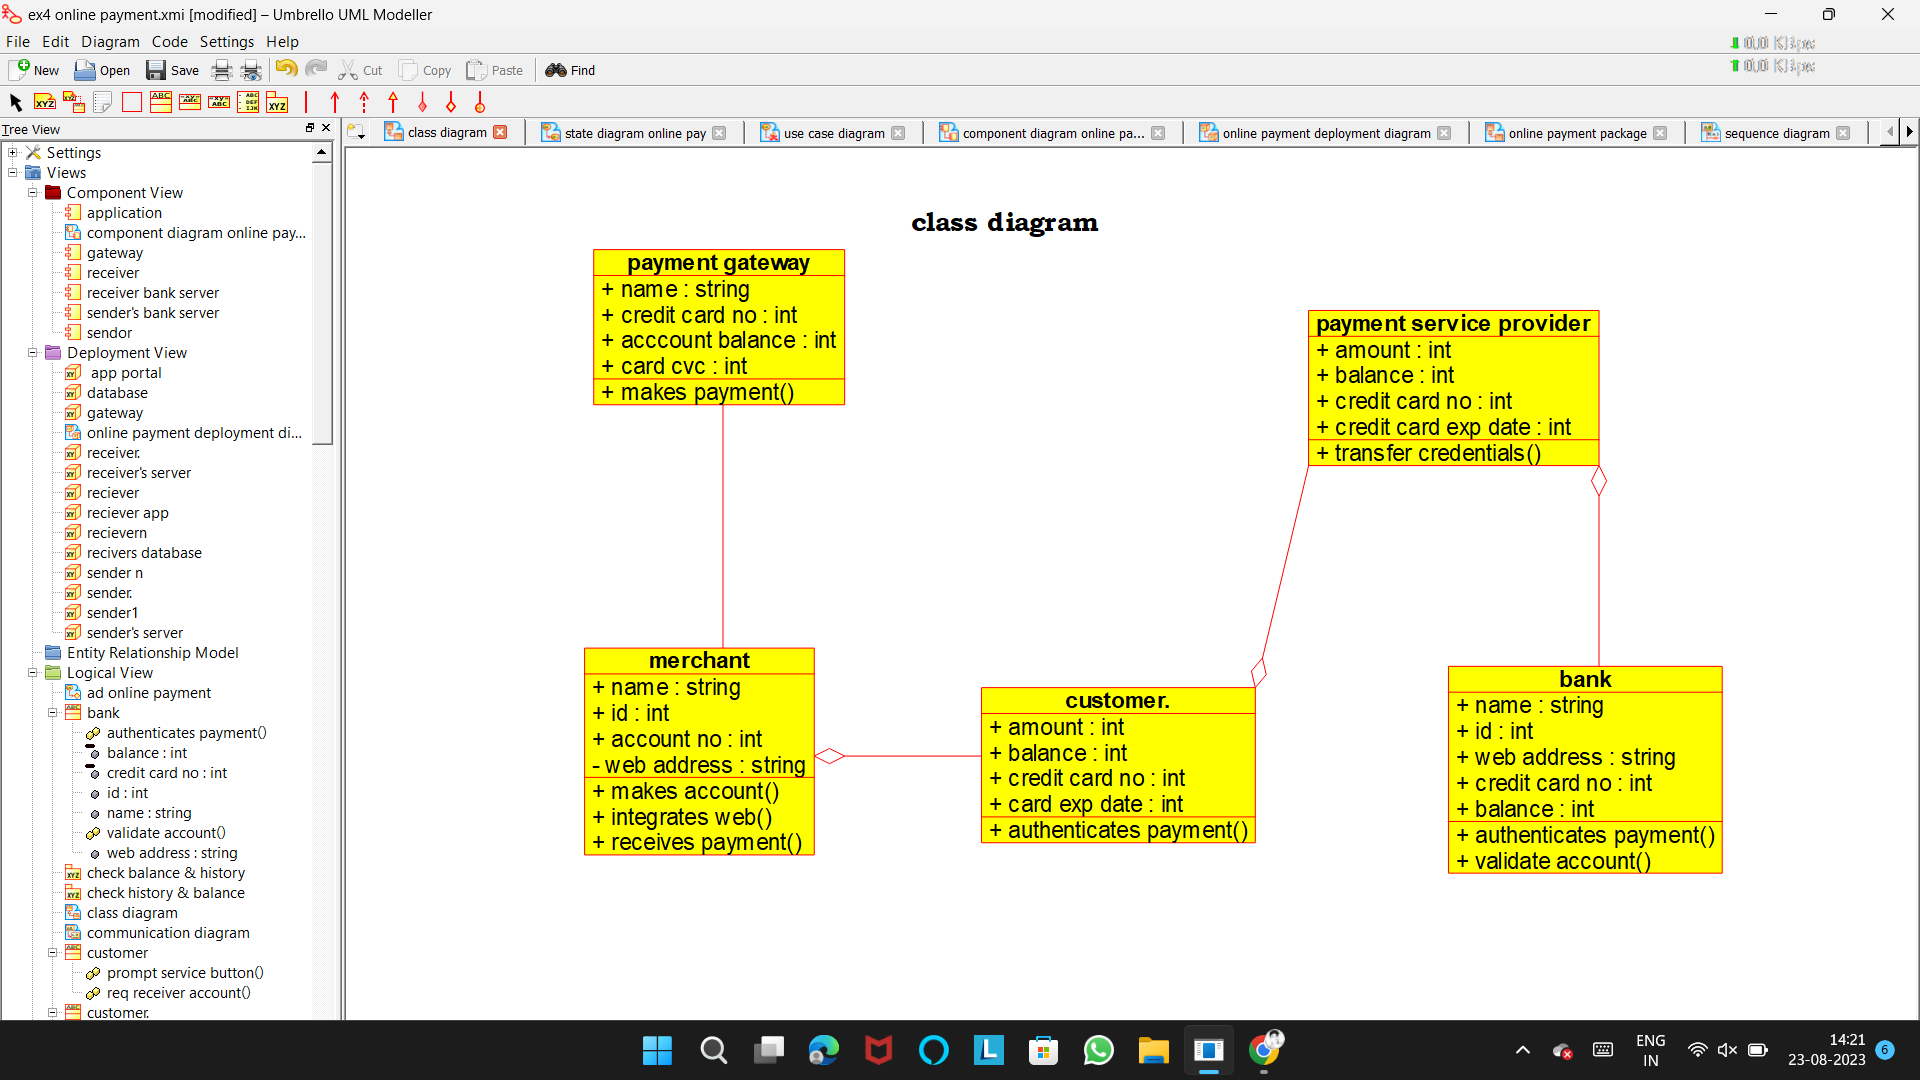 ex4 online payment.xmi [modified] – Umbrello UML Modeller
File Edit Diagram Code Settings Help
New Open Save Cut Copy Paste Find
Tree View
class diagram
state diagram online pay
use case diagram
component diagram online pa...
online payment deployment diagram
online payment package
sequence diagram
Settings
Views
Component View
application
component diagram online pay...
gateway
receiver
receiver bank server
sender's bank server
sendor
Deployment View
app portal
database
gateway
online payment deployment di...
receiver.
receiver's server
reciever
reciever app
recievern
recivers database
sender n
sender.
sender1
sender's server
Entity Relationship Model
Logical View
ad online payment
bank
authenticates payment()
balance : int
credit card no : int
id : int
name : string
validate account()
web address : string
check balance & history
check history & balance
class diagram
communication diagram
customer
prompt service button()
req receiver account()
customer.
class diagram
payment gateway
+ name : string
+ credit card no : int
+ acccount balance : int
+ card cvc : int
+ makes payment()
payment service provider
+ amount : int
+ balance : int
+ credit card no : int
+ credit card exp date : int
+ transfer credentials()
merchant
+ name : string
+ id : int
+ account no : int
- web address : string
+ makes account()
+ integrates web()
+ receives payment()
customer.
+ amount : int
+ balance : int
+ credit card no : int
+ card exp date : int
+ authenticates payment()
bank
+ name : string
+ id : int
+ web address : string
+ credit card no : int
+ balance : int
+ authenticates payment()
+ validate account()
ENG
IN
14:21
23-08-2023
6